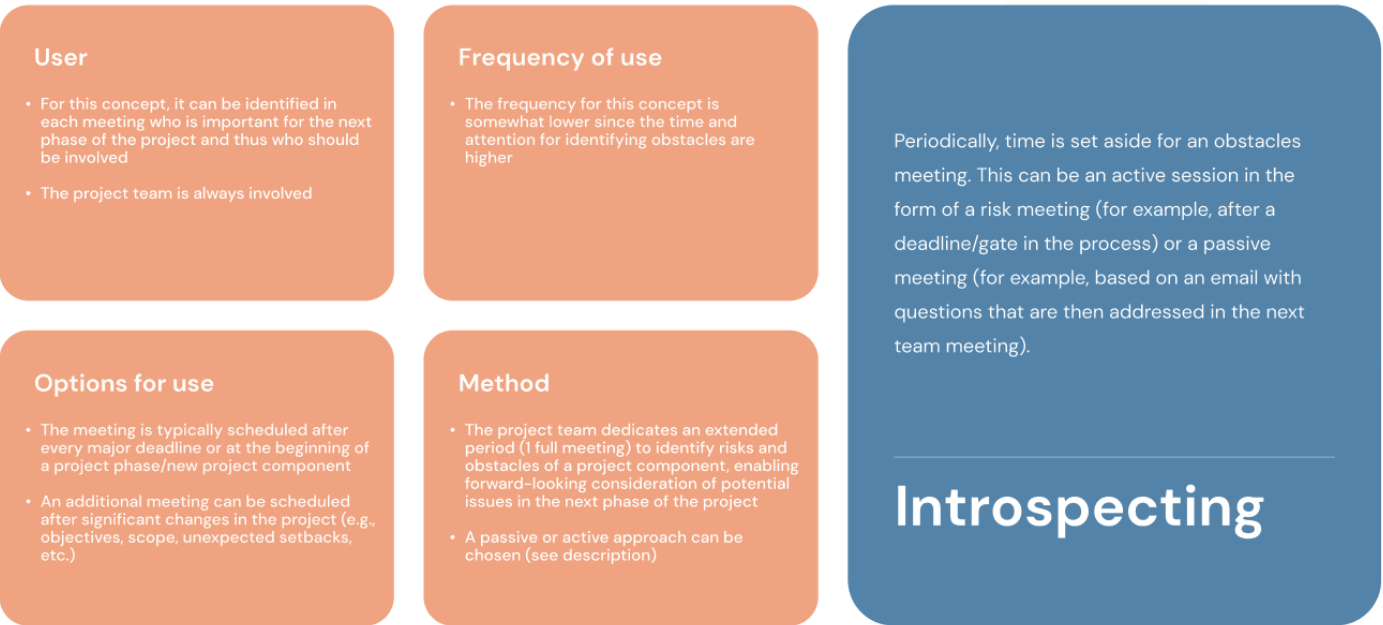 User
• For this concept, it can be identified in
each meeting who is important for the next
phase of the project and thus who should
be involved
• The project team is always involved
Frequency of use
• The frequency for this concept is
somewhat lower since the time and
attention for identifying obstacles are
higher
Options for use
• The meeting is typically scheduled after
every major deadline or at the beginning of
a project phase/new project component
• An additional meeting can be scheduled
after significant changes in the project (e.g.,
objectives, scope, unexpected setbacks,
etc.)
Method
• The project team dedicates an extended
period (1 full meeting) to identify risks and
obstacles of a project component, enabling
forward-looking consideration of potential
issues in the next phase of the project
• A passive or active approach can be
chosen (see description)
Periodically, time is set aside for an obstacles
meeting. This can be an active session in the
form of a risk meeting (for example, after a
deadline/gate in the process) or a passive
meeting (for example, based on an email with
questions that are then addressed in the next
team meeting).
Introspecting